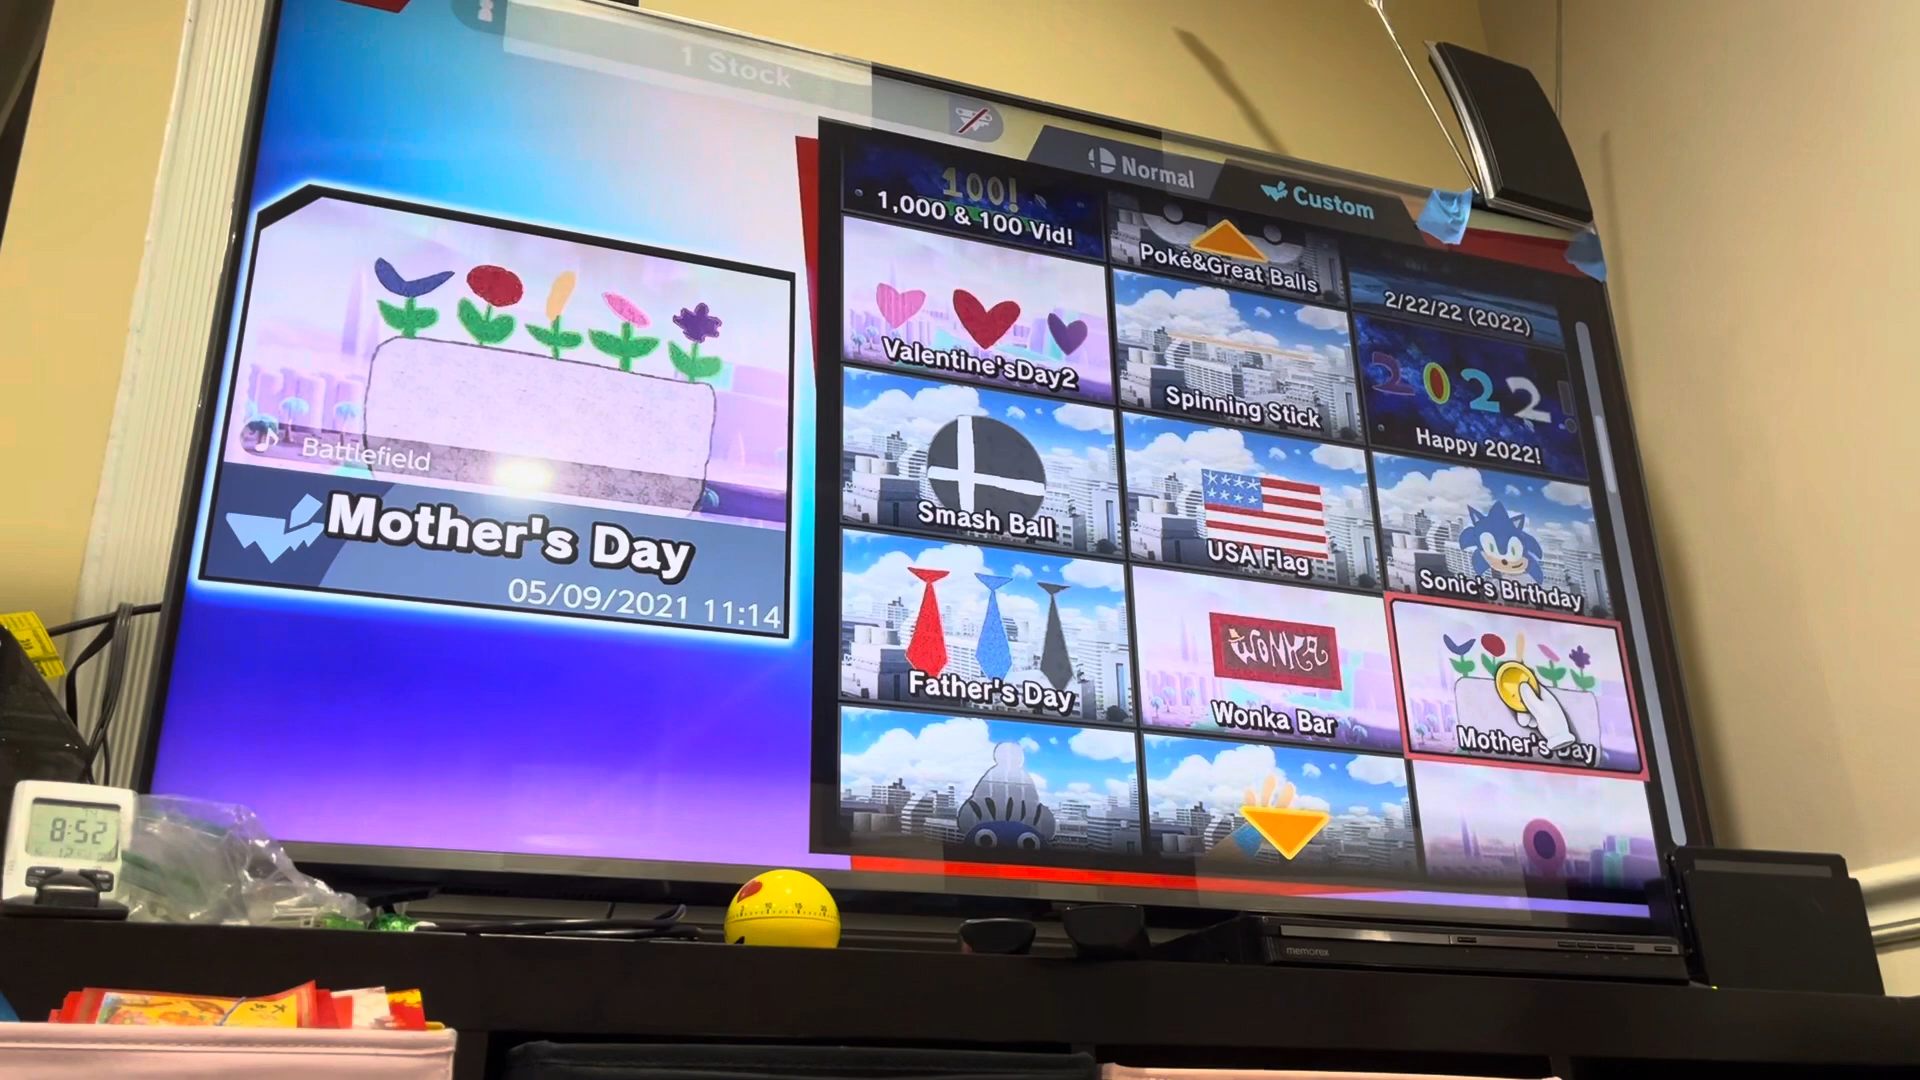 1 Stock
Normal
Custom
100!
1,000 & 100 Vid!
Poké&Great Balls
2/22/22 (2022)
Valentine'sDay2
Spinning Stick
2022!
Happy 2022!
Smash Ball
USA Flag
Sonic's Birthday
Father's Day
WONKA
Wonka Bar
Mother's Day
Battlefield
Mother's Day
05/09/2021 11:14
8:52
memorex